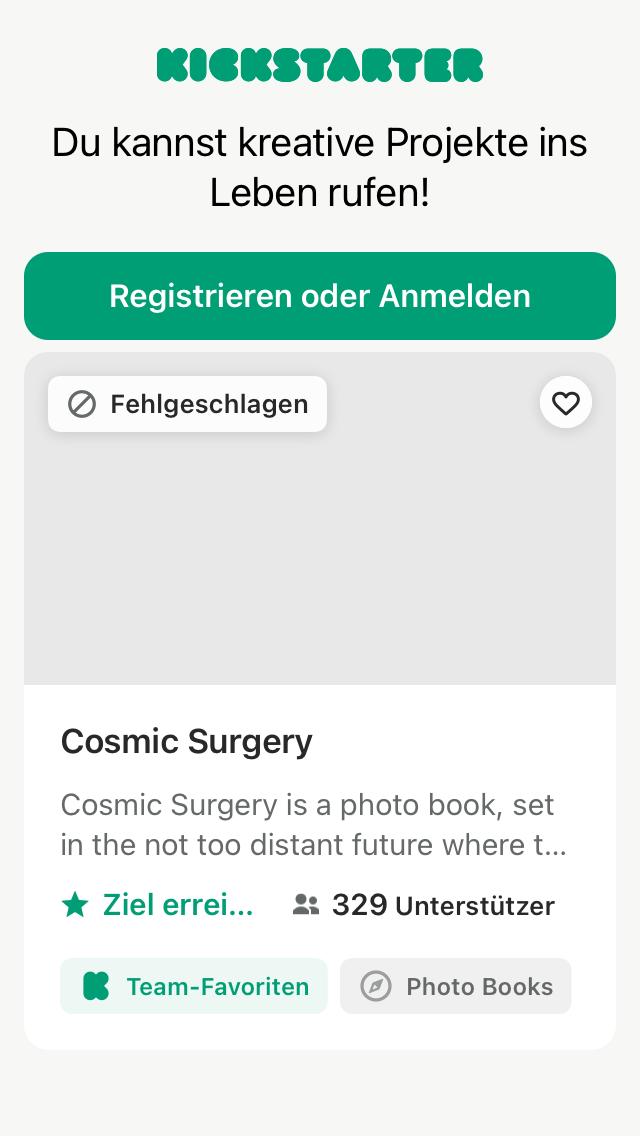 KICKSTARTER
Du kannst kreative Projekte ins
Leben rufen!
Registrieren oder Anmelden
Fehlgeschlagen
Cosmic Surgery
Cosmic Surgery is a photo book, set
in the not too distant future where t...
Ziel errei... 329 Unterstützer
Team-Favoriten Photo Books